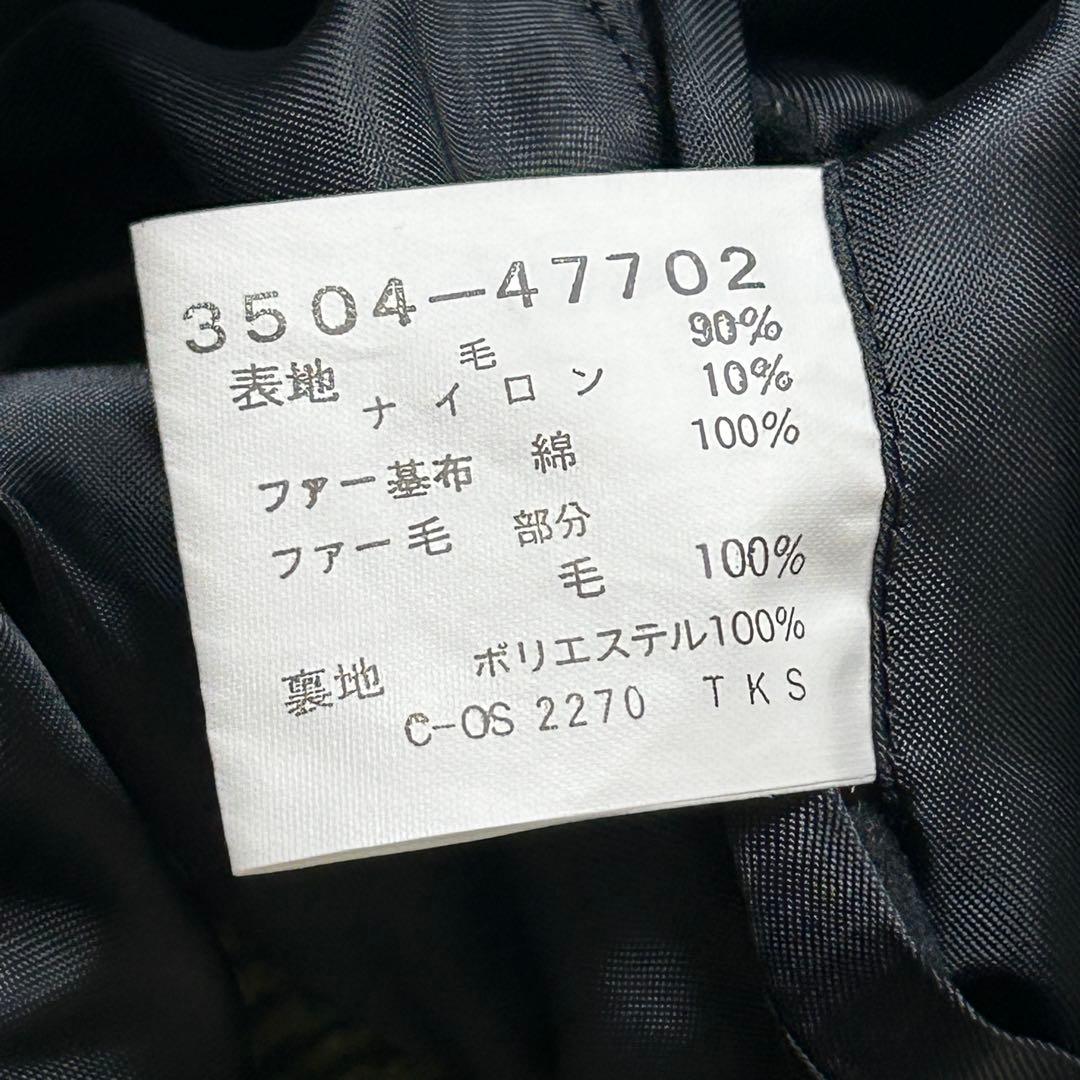 3504-47702
表地 毛 90%
ナイロン 10%
ファー基布 綿 100%
ファー毛 部分
毛 100%
裏地 ポリエステル100%
C-OS 2270 TKS